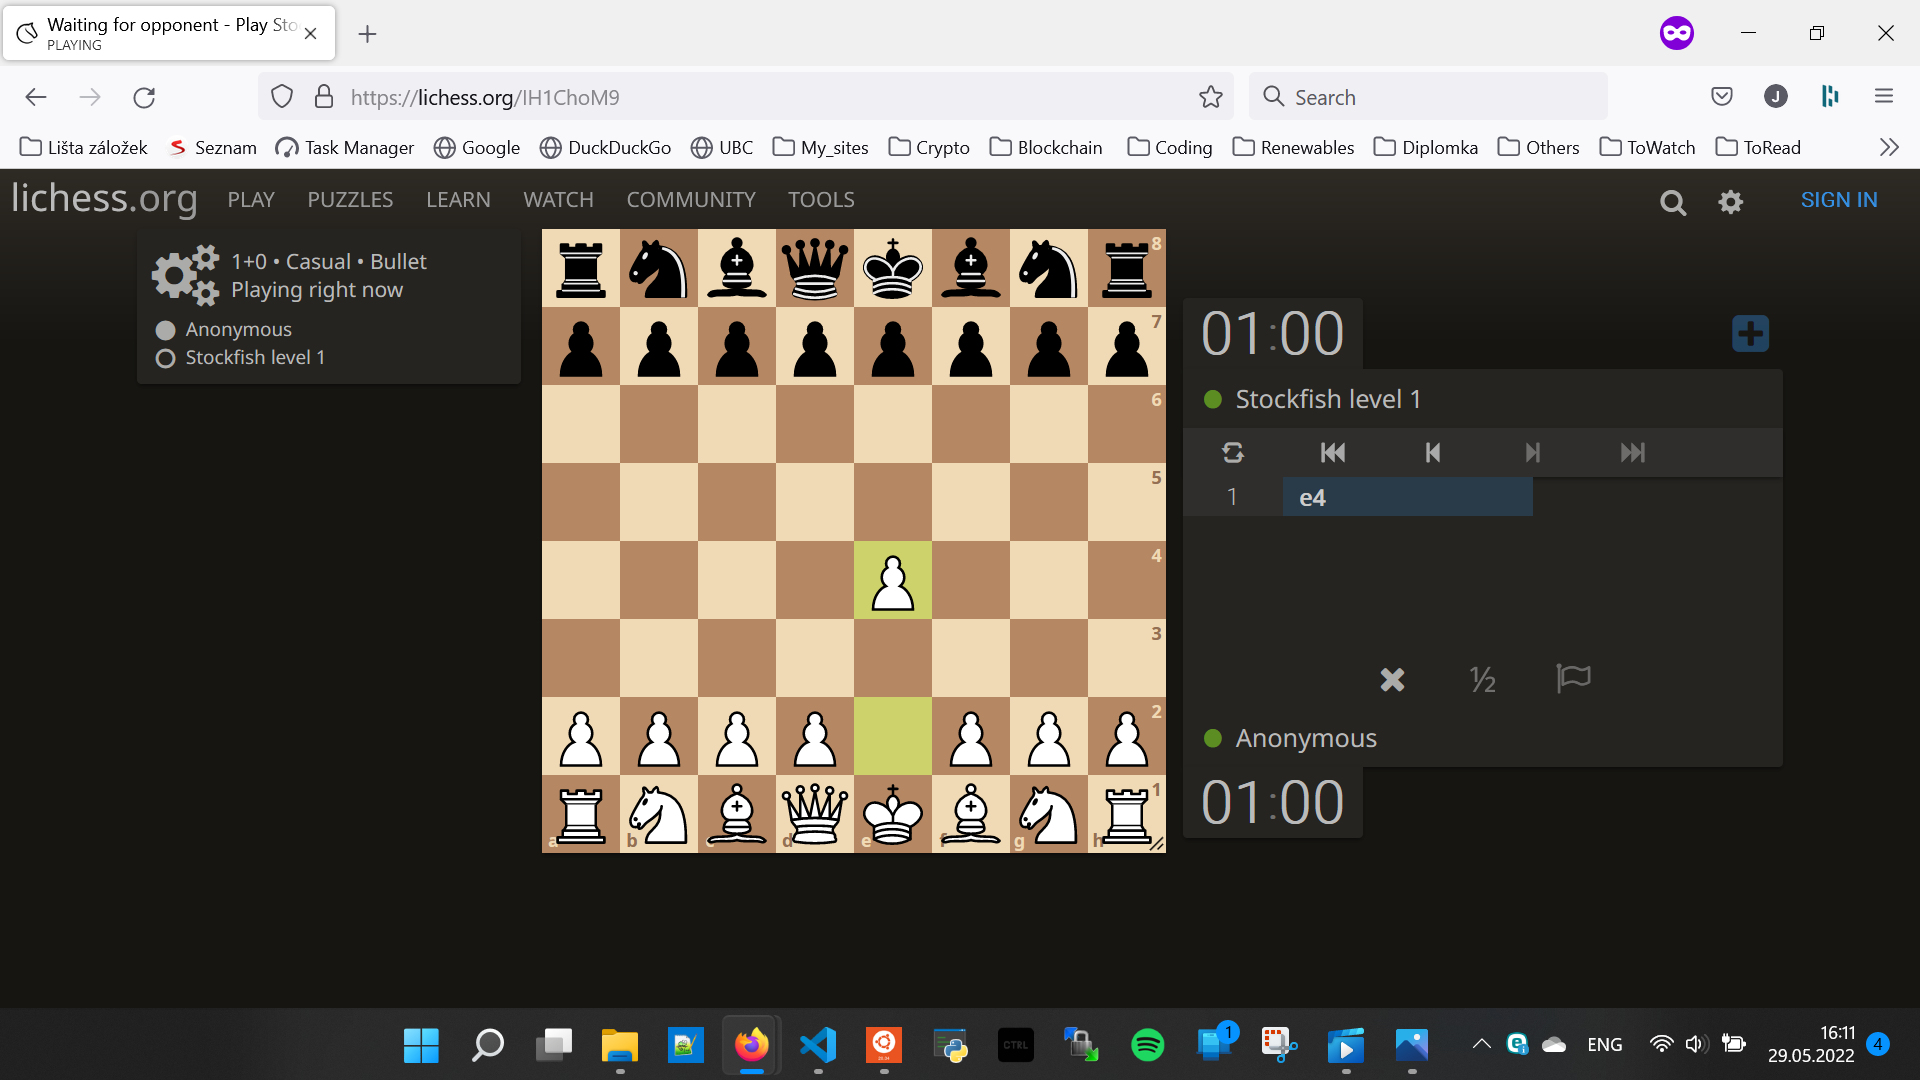 Waiting for opponent - Play Sto
PLAYING
https://lichess.org/IH1ChoM9
Search
Lišta záložek
Seznam
Task Manager
Google
DuckDuckGo
UBC
My_sites
Crypto
Blockchain
Coding
Renewables
Diplomka
Others
ToWatch
ToRead
lichess.org
PLAY
PUZZLES
LEARN
WATCH
COMMUNITY
TOOLS
SIGN IN
1+0 • Casual • Bullet
Playing right now
Anonymous
Stockfish level 1
8
7
6
5
4
3
2
1
a
b
c
d
e
f
g
h
01:00
Stockfish level 1
1 e4
½
Anonymous
01:00
J
CTRL
1
ENG
16:11
29.05.2022
4